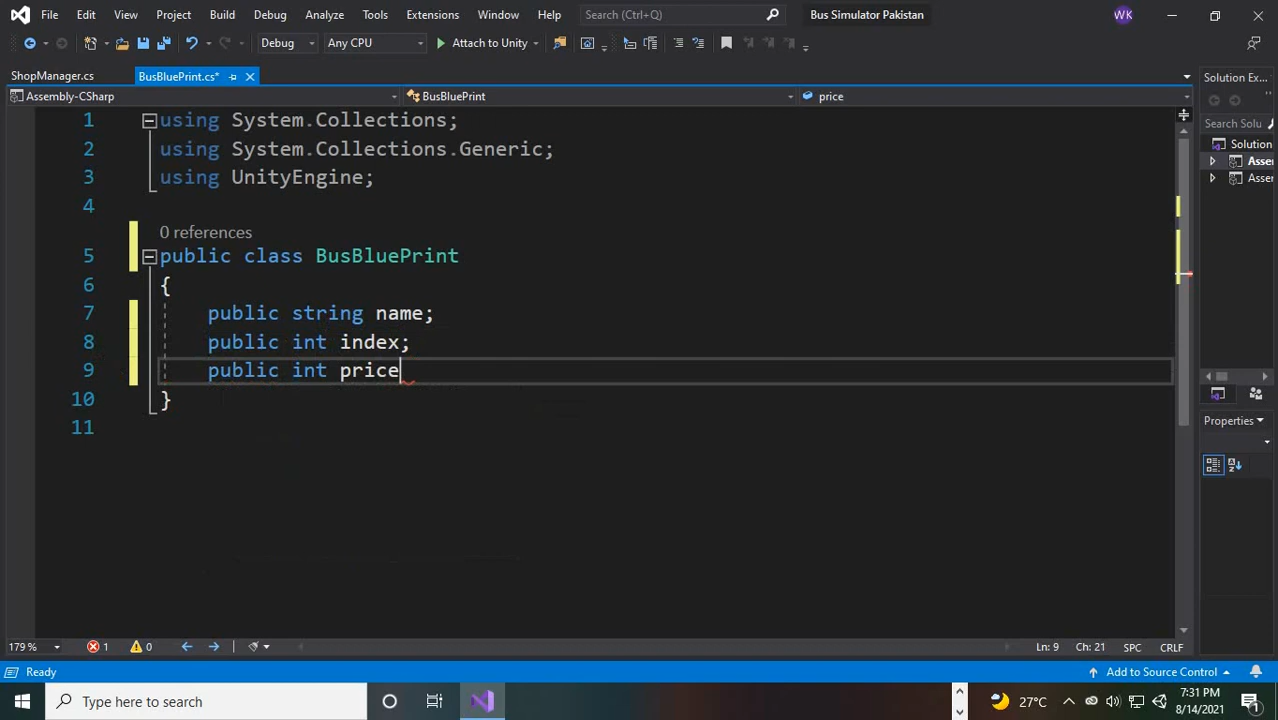 File Edit View Project Build Debug Analyze Tools Extensions Window Help Search (Ctrl+Q) Bus Simulator Pakistan WK
Debug Any CPU Attach to Unity
ShopManager.cs BusBluePrint.cs* Solution Ex...
Assembly-CSharp BusBluePrint price
Search Solu
Solution
Asse
Asser
1 using System.Collections;
2 using System.Collections.Generic;
3 using UnityEngine;
4
0 references
5 public class BusBluePrint
6 {
7 public string name;
8 public int index;
9 public int price
10 }
11
Properties
179 % 1 0 Ln: 9 Ch: 21 SPC CRLF
Ready Add to Source Control
Type here to search 27°C 7:31 PM
8/14/2021 1